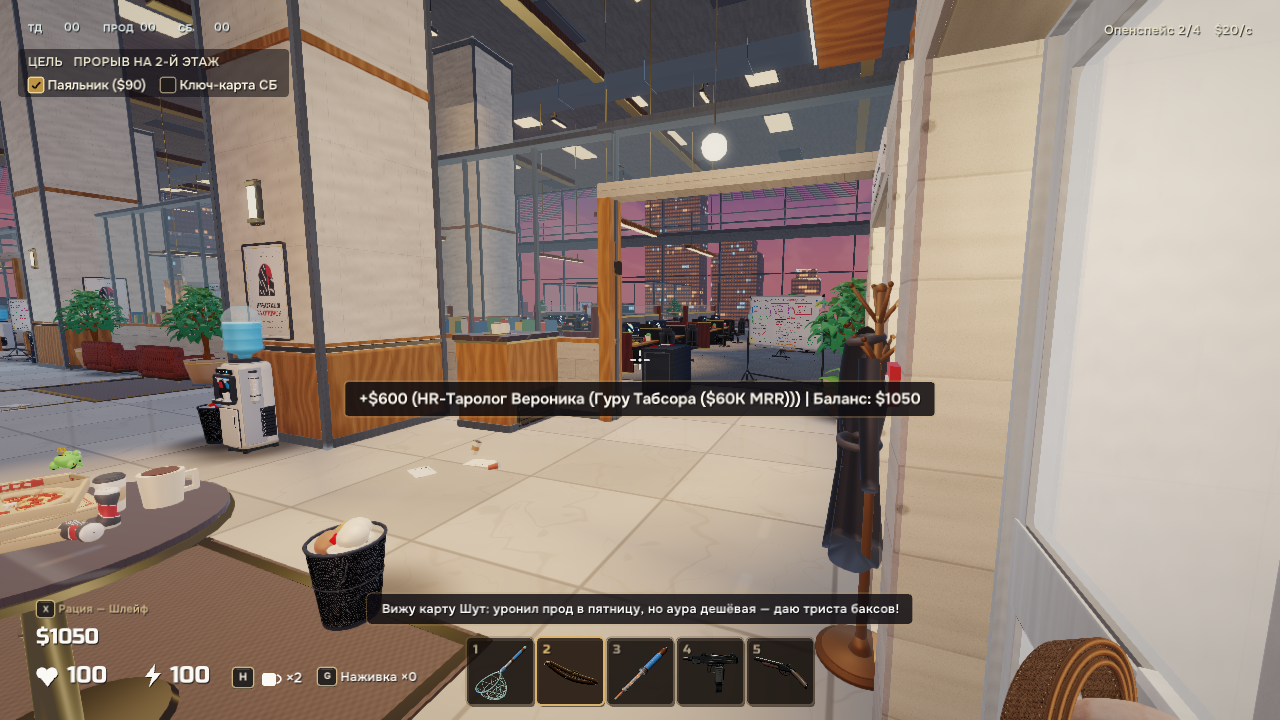 ТД 00 ПРОД 00 СБ 00
Опенспейс 2/4 $20/с
ЦЕЛЬ ПРОРЫВ НА 2-Й ЭТАЖ
Паяльник ($90) Ключ-карта СБ
+$600 (HR-Таролог Вероника (Гуру Табсора ($60K MRR))) | Баланс: $1050
Вижу карту Шут: уронил прод в пятницу, но аура дешёвая — даю триста баксов!
X Рация — Шлейф
$1050
100 100 H ×2 G Наживка ×0
1 2 3 4 5